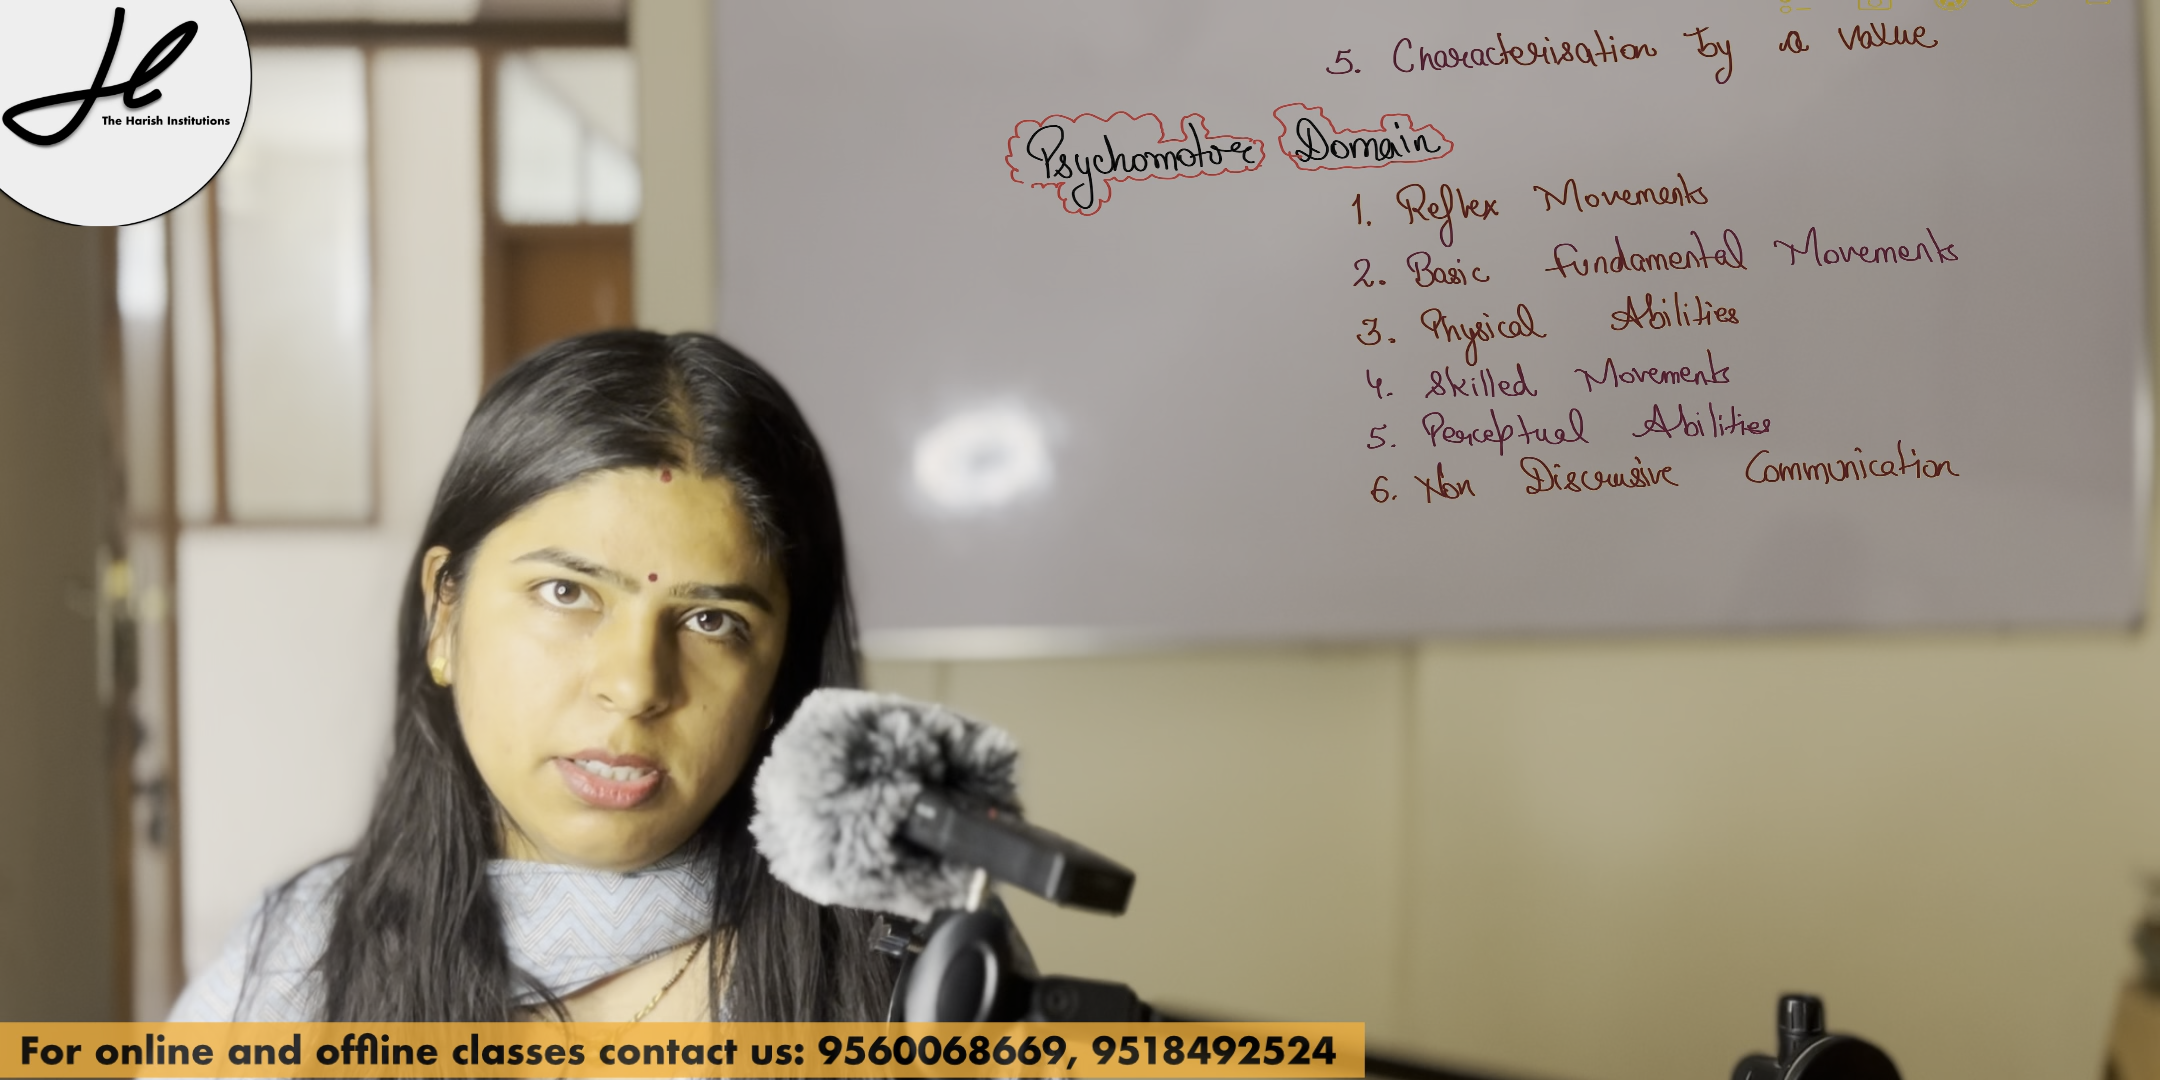 The Harish Institutions
5. Characterisation by a value
Psychomotor Domain
1. Reflex Movements
2. Basic fundamental Movements
3. Physical Abilities
4. Skilled Movements
5. Perceptual Abilities
6. Non Discursive Communication
For online and offline classes contact us: 9560068669, 9518492524